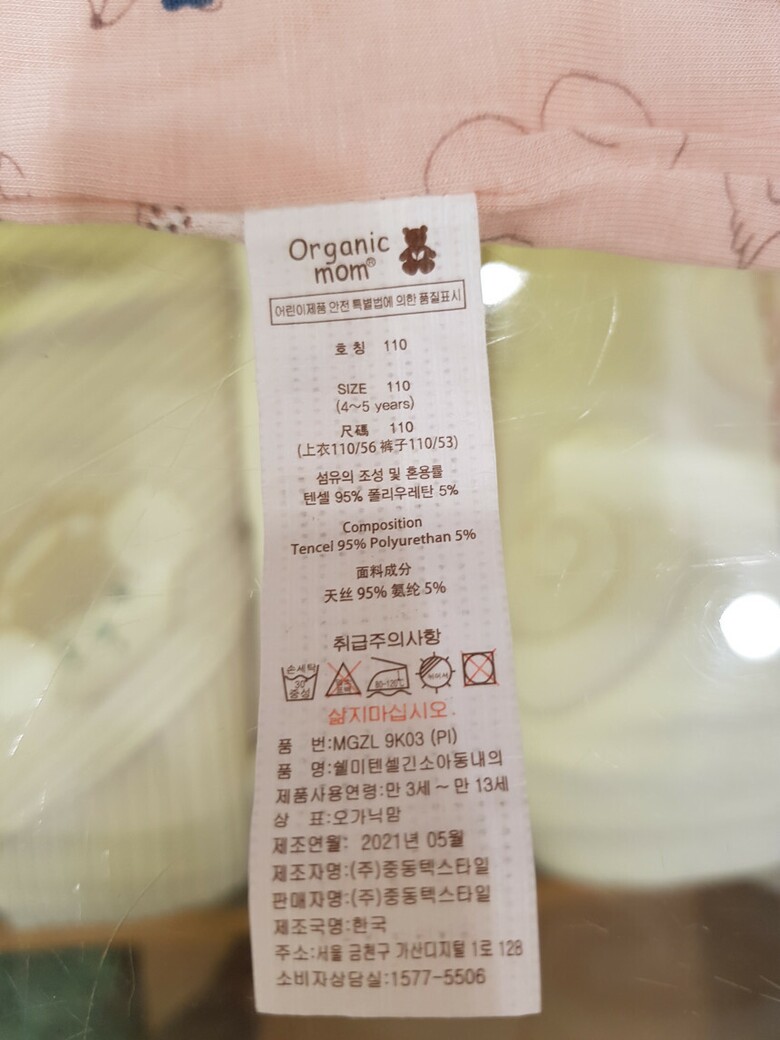 Organic
mom®
어린이제품 안전 특별법에 의한 품질표시
호 칭 110
SIZE 110
(4~5 years)
尺碼 110
(上衣110/56 裤子110/53)
섬유의 조성 및 혼용률
텐셀 95% 폴리우레탄 5%
Composition
Tencel 95% Polyurethan 5%
面料成分
天丝 95% 氨纶 5%
취급주의사항
손세탁
30°
중성
80~120℃
삶지마십시오.
품 번:MGZL 9K03 (PI)
품 명:쉘미텐셀긴소아동내의
제품사용연령:만 3세 ~ 만 13세
상 표:오가닉맘
제조연월: 2021년 05월
제조자명:(주)중동텍스타일
판매자명:(주)중동텍스타일
제조국명:한국
주소:서울 금천구 가산디지털 1로 128
소비자상담실:1577-5506